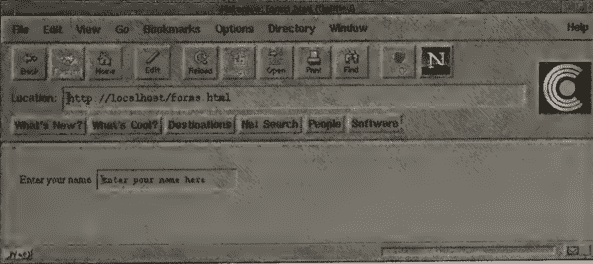 File Edit View Go Bookmarks Options Directory Window Help
Back Forward Home Edit Reload Open Print Find N
Location: http://localhost/forms.html
What's New? What's Cool? Destinations Net Search People Software
Enter your name Enter your name here